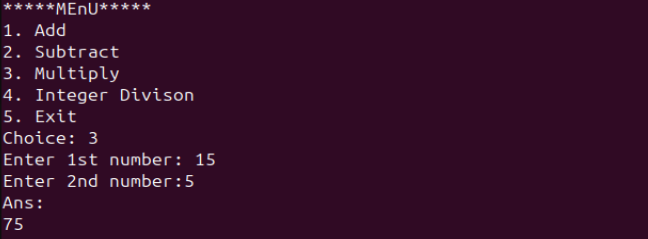 *****MEnU*****
1. Add
2. Subtract
3. Multiply
4. Integer Divison
5. Exit
Choice: 3
Enter 1st number: 15
Enter 2nd number:5
Ans:
75